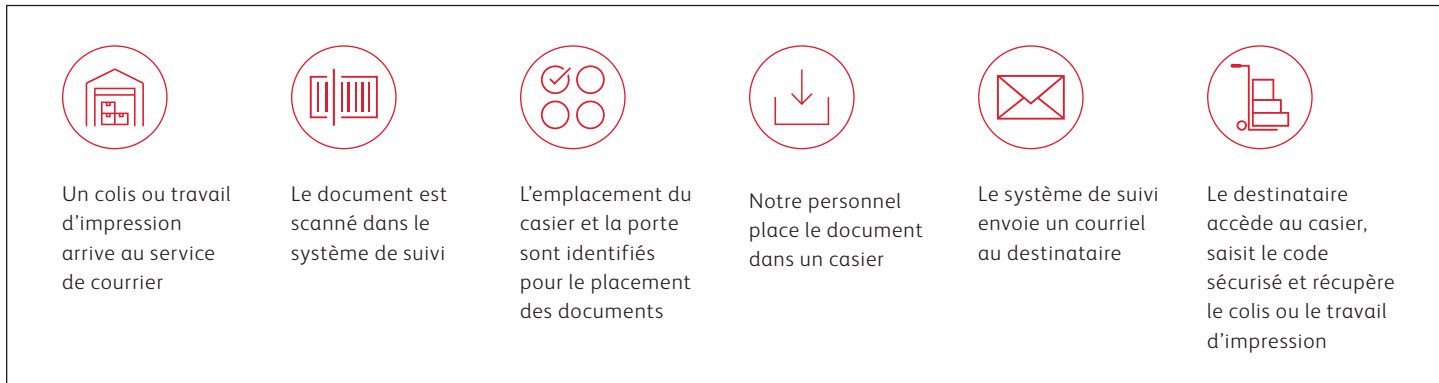 Un colis ou travail
d’impression
arrive au service
de courrier
Le document est
scanné dans le
système de suivi
L’emplacement du
casier et la porte
sont identifiés
pour le placement
des documents
Notre personnel
place le document
dans un casier
Le système de suivi
envoie un courriel
au destinataire
Le destinataire
accède au casier,
saisit le code
sécurisé et récupère
le colis ou le travail
d’impression